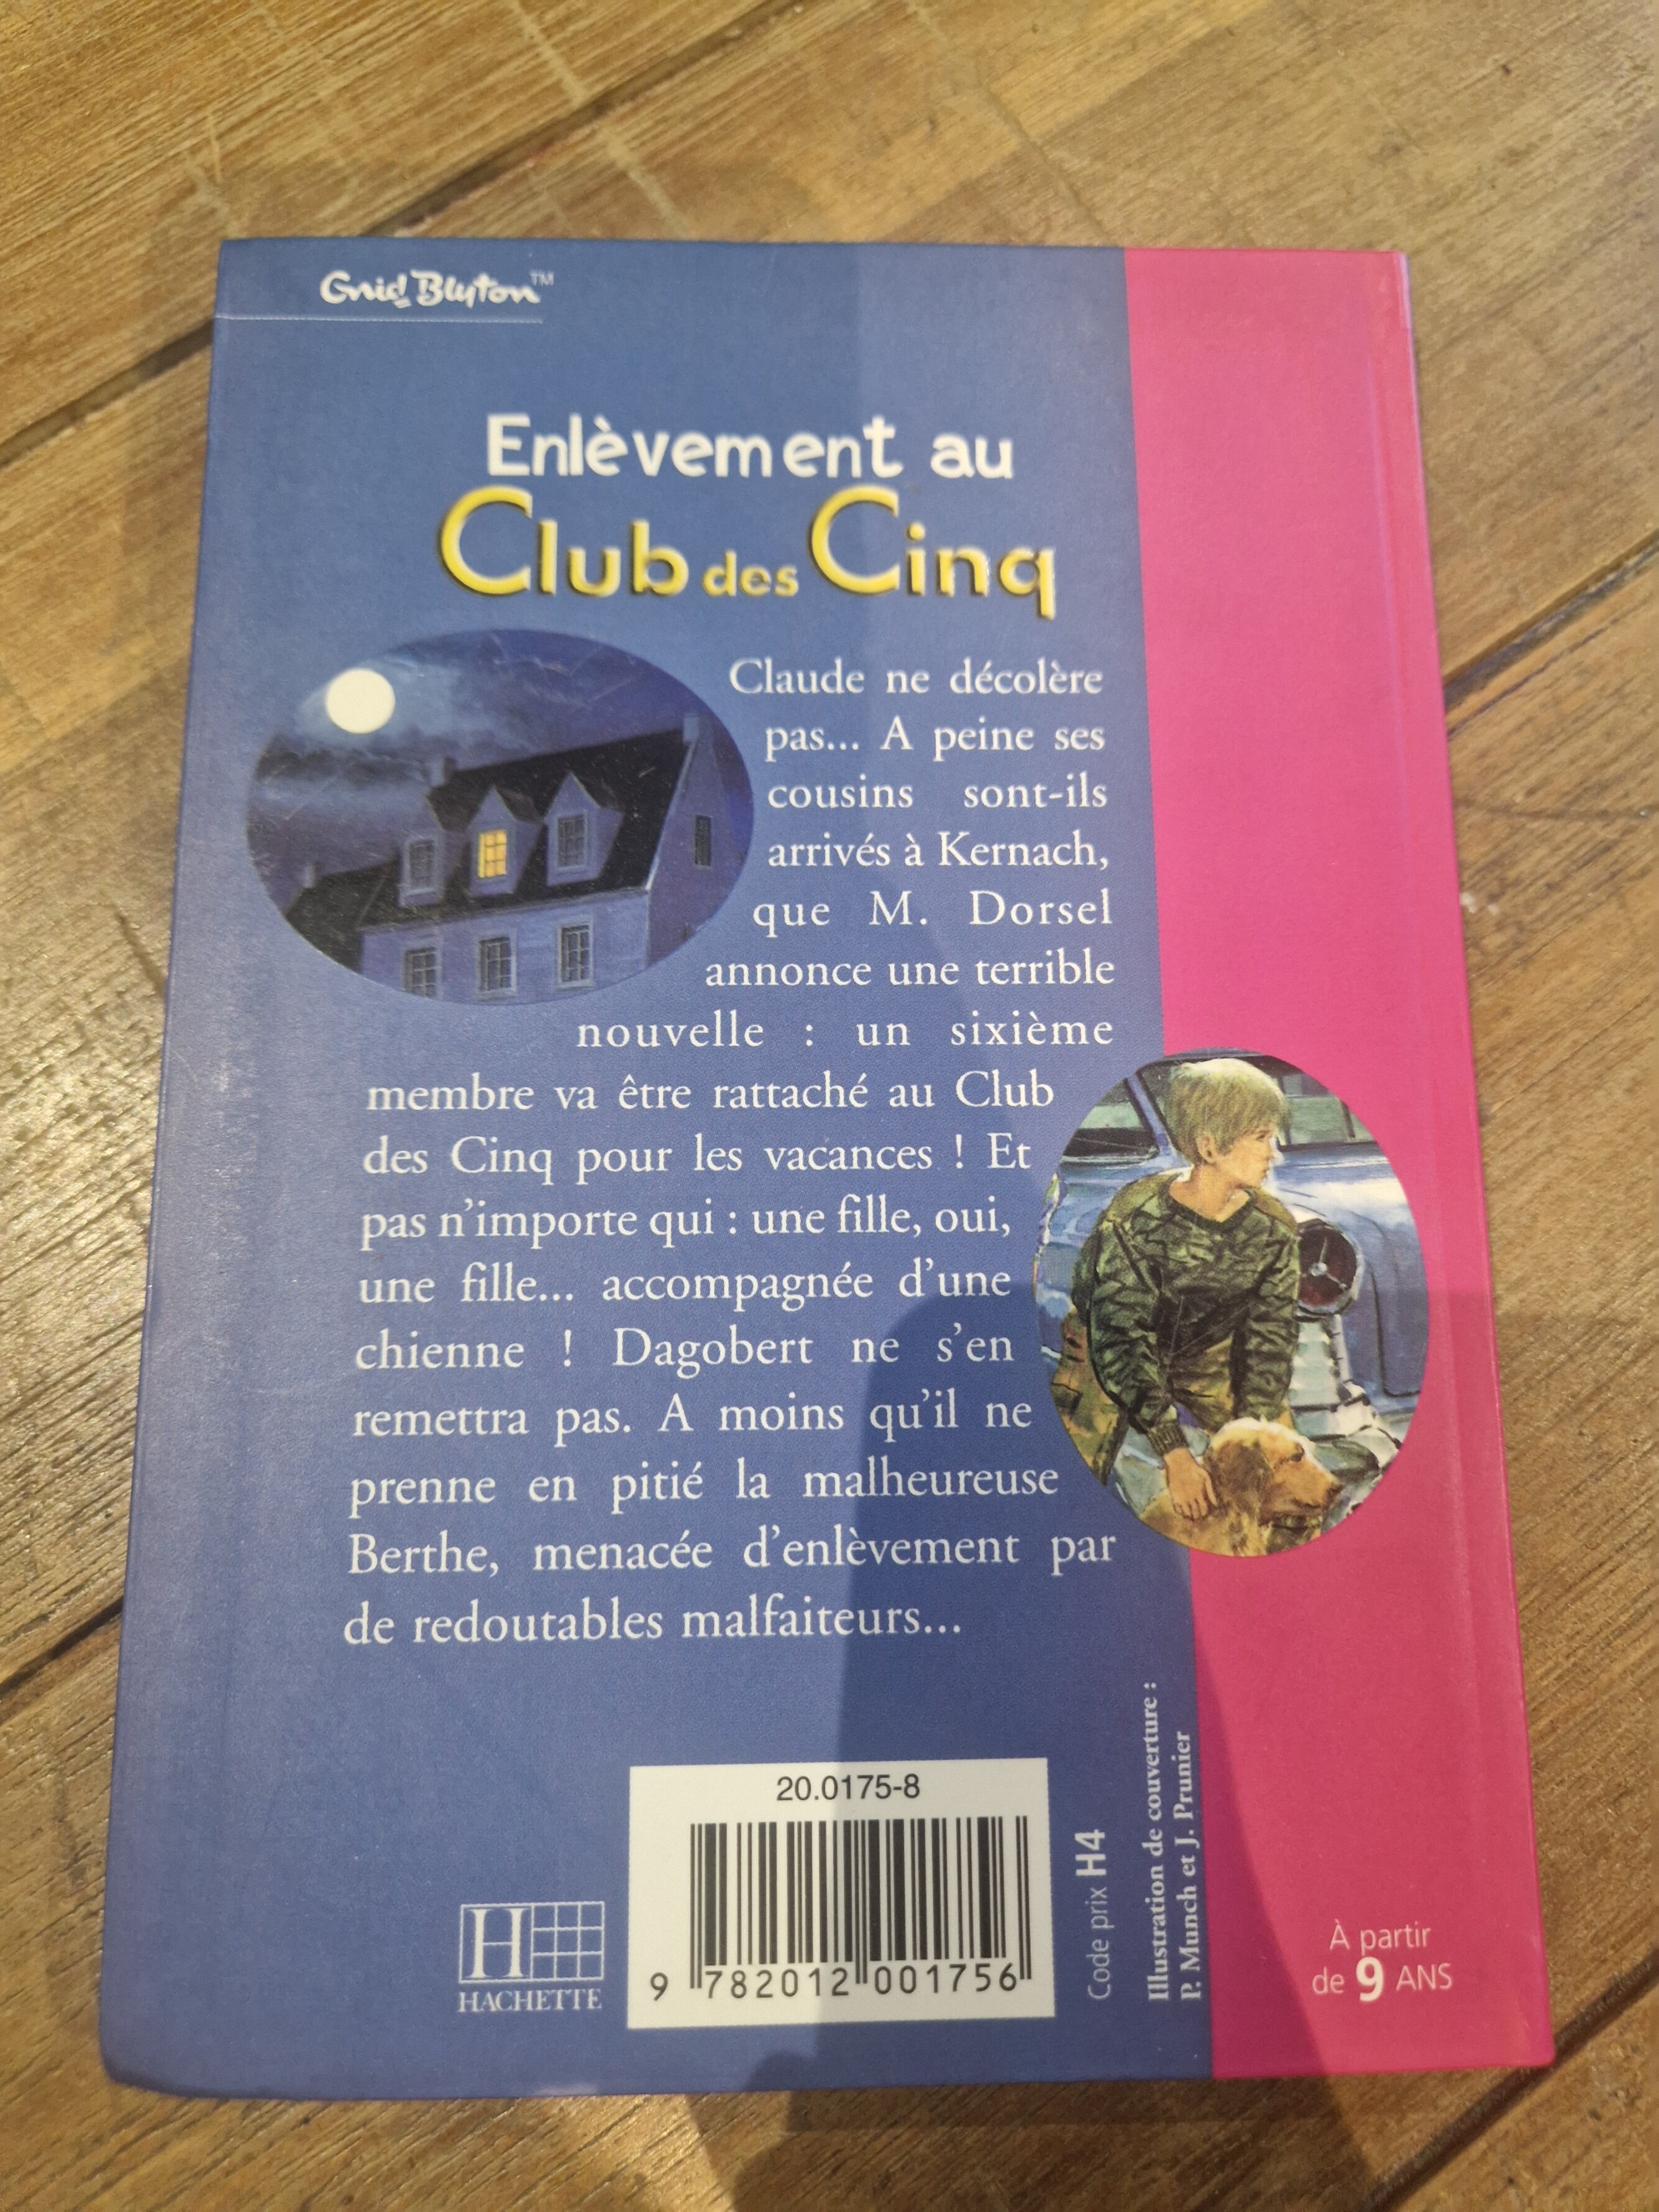 Enid Blyton™
Enlèvement au
Club des Cinq
Claude ne décolère
pas... A peine ses
cousins sont-ils
arrivés à Kernach,
que M. Dorsel
annonce une terrible
nouvelle : un sixième
membre va être rattaché au Club
des Cinq pour les vacances ! Et
pas n'importe qui : une fille, oui,
une fille... accompagnée d'une
chienne ! Dagobert ne s'en
remettra pas. A moins qu'il ne
prenne en pitié la malheureuse
Berthe, menacée d'enlèvement par
de redoutables malfaiteurs...
H
HACHETTE
20.0175-8
9 782012 001756
Code prix H4
Illustration de couverture :
P. Munch et J. Prunier
À partir
de 9 ANS